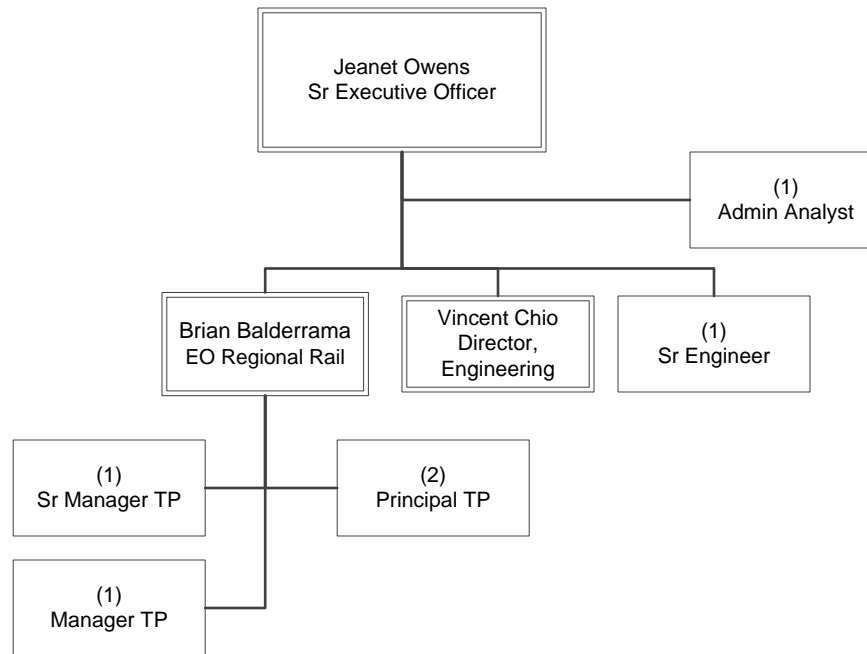 Jeanet Owens
Sr Executive Officer
(1)
Admin Analyst
Brian Balderrama
EO Regional Rail
Vincent Chio
Director,
Engineering
(1)
Sr Engineer
(1)
Sr Manager TP
(2)
Principal TP
(1)
Manager TP